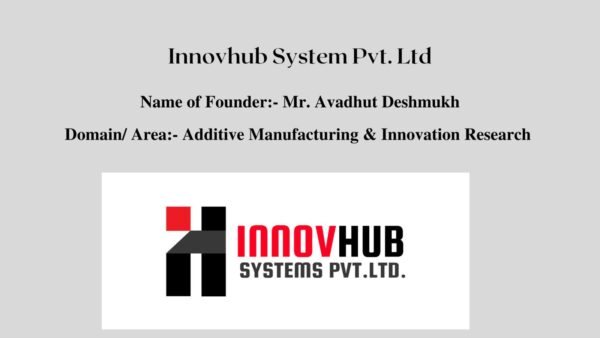 Innovhub System Pvt. Ltd
Name of Founder:- Mr. Avadhut Deshmukh
Domain/ Area:- Additive Manufacturing & Innovation Research
INNOVHUB
SYSTEMS PVT.LTD.